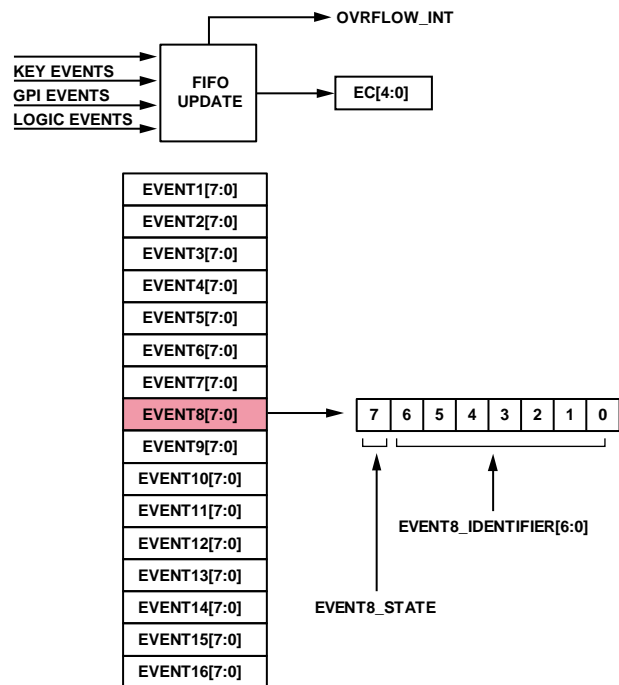 OVRFLOW_INT
KEY EVENTS
GPI EVENTS
LOGIC EVENTS
FIFO
UPDATE
EC[4:0]
EVENT1[7:0]
EVENT2[7:0]
EVENT3[7:0]
EVENT4[7:0]
EVENT5[7:0]
EVENT6[7:0]
EVENT7[7:0]
EVENT8[7:0]
7 6 5 4 3 2 1 0
EVENT9[7:0]
EVENT10[7:0]
EVENT11[7:0]
EVENT12[7:0]
EVENT13[7:0]
EVENT14[7:0]
EVENT15[7:0]
EVENT16[7:0]
EVENT8_IDENTIFIER[6:0]
EVENT8_STATE